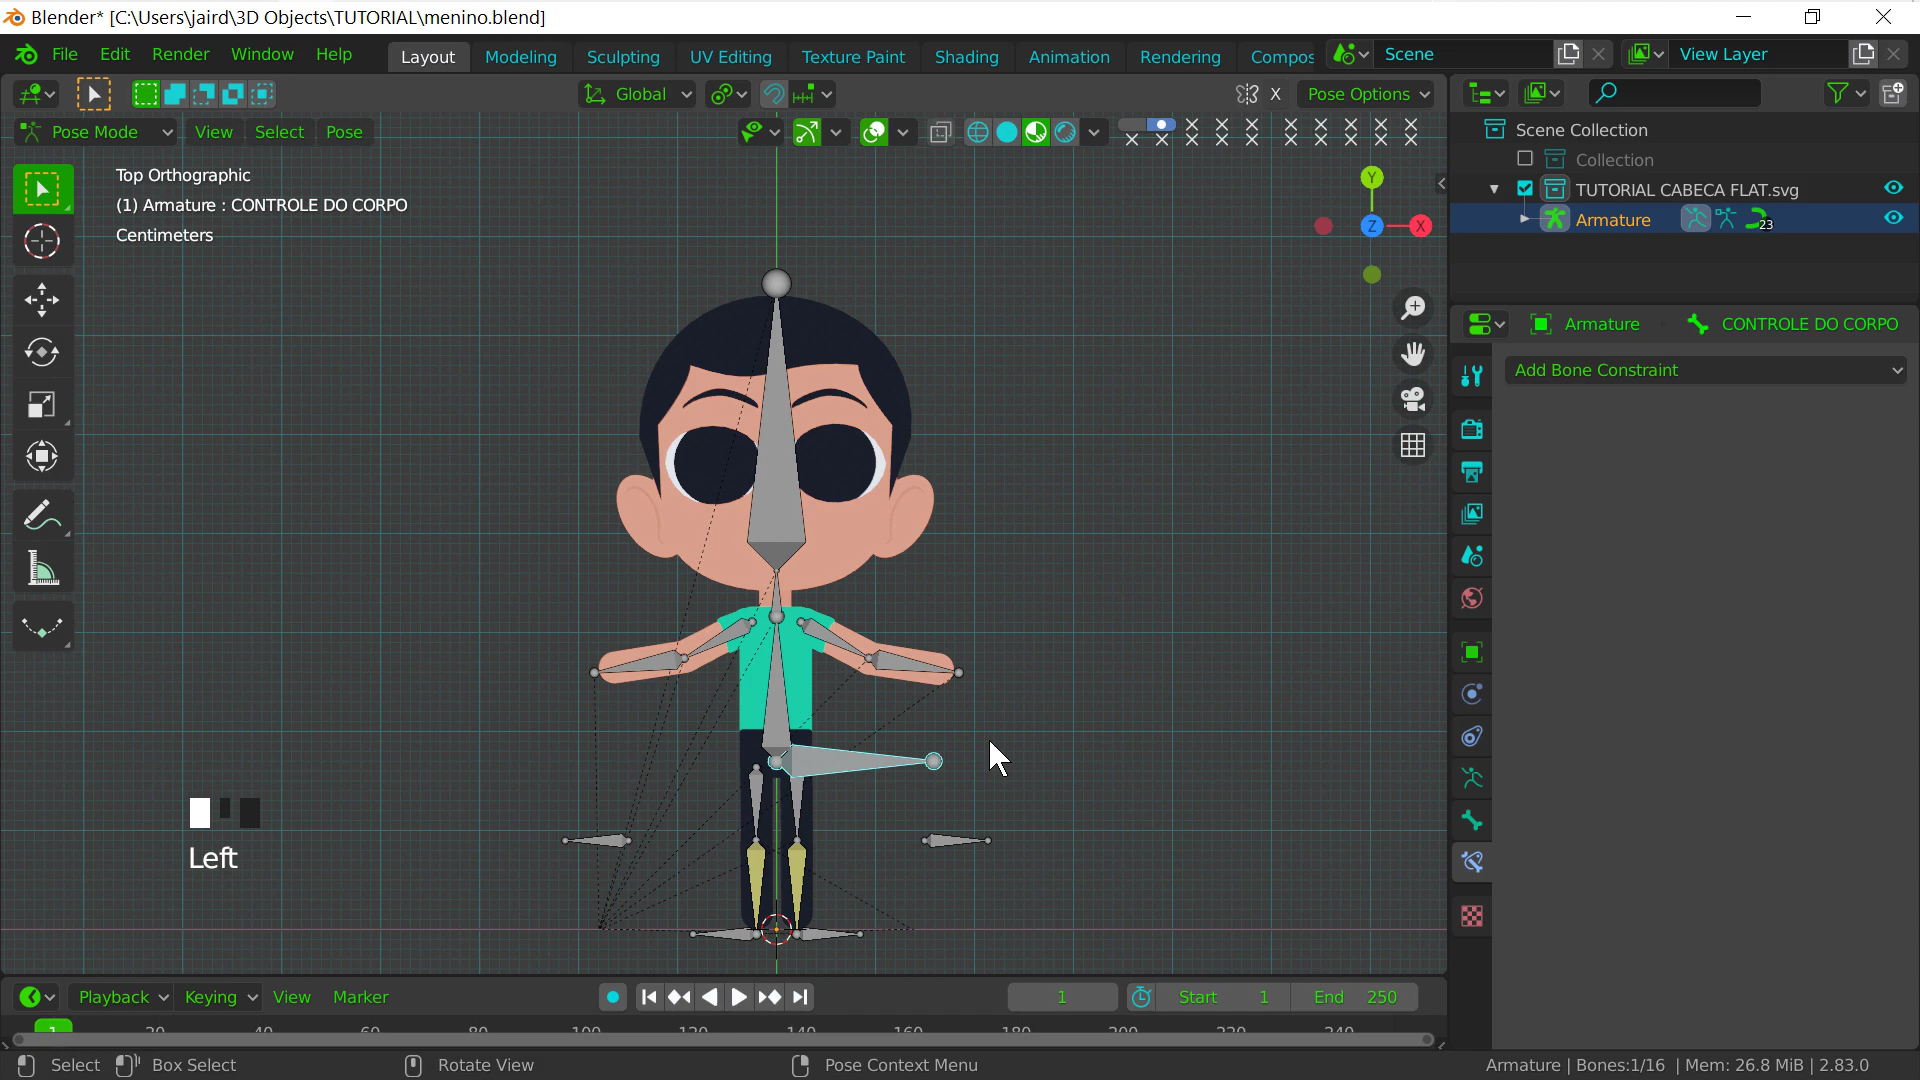 Blender* [C:\Users\jaird\3D Objects\TUTORIAL\menino.blend]
File Edit Render Window Help Layout Modeling Sculpting UV Editing Texture Paint Shading Animation Rendering Compos Scene View Layer
Global X Pose Options
Pose Mode View Select Pose
Scene Collection
Collection
TUTORIAL CABECA FLAT.svg
Armature 23
Top Orthographic
(1) Armature : CONTROLE DO CORPO
Centimeters
Y
Z X
Armature CONTROLE DO CORPO
Add Bone Constraint
Left
Playback Keying View Marker 1 Start 1 End 250
1 20 40 60 80 100 120 140 160 180 200 220 240
Select Box Select Rotate View Pose Context Menu Armature | Bones:1/16 | Mem: 26.8 MiB | 2.83.0